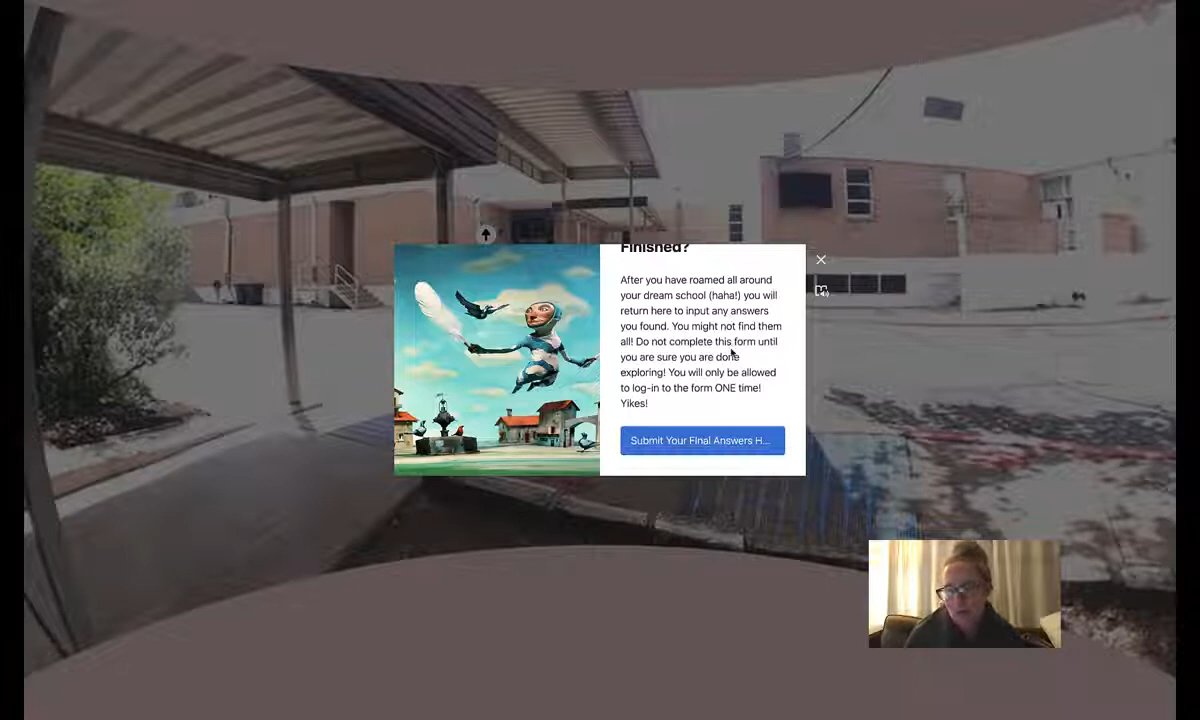 Finished?
After you have roamed all around
your dream school (haha!) you will
return here to input any answers
you found. You might not find them
all! Do not complete this form until
you are sure you are done
exploring! You will only be allowed
to log-in to the form ONE time!
Yikes!
Submit Your FInal Answers H...